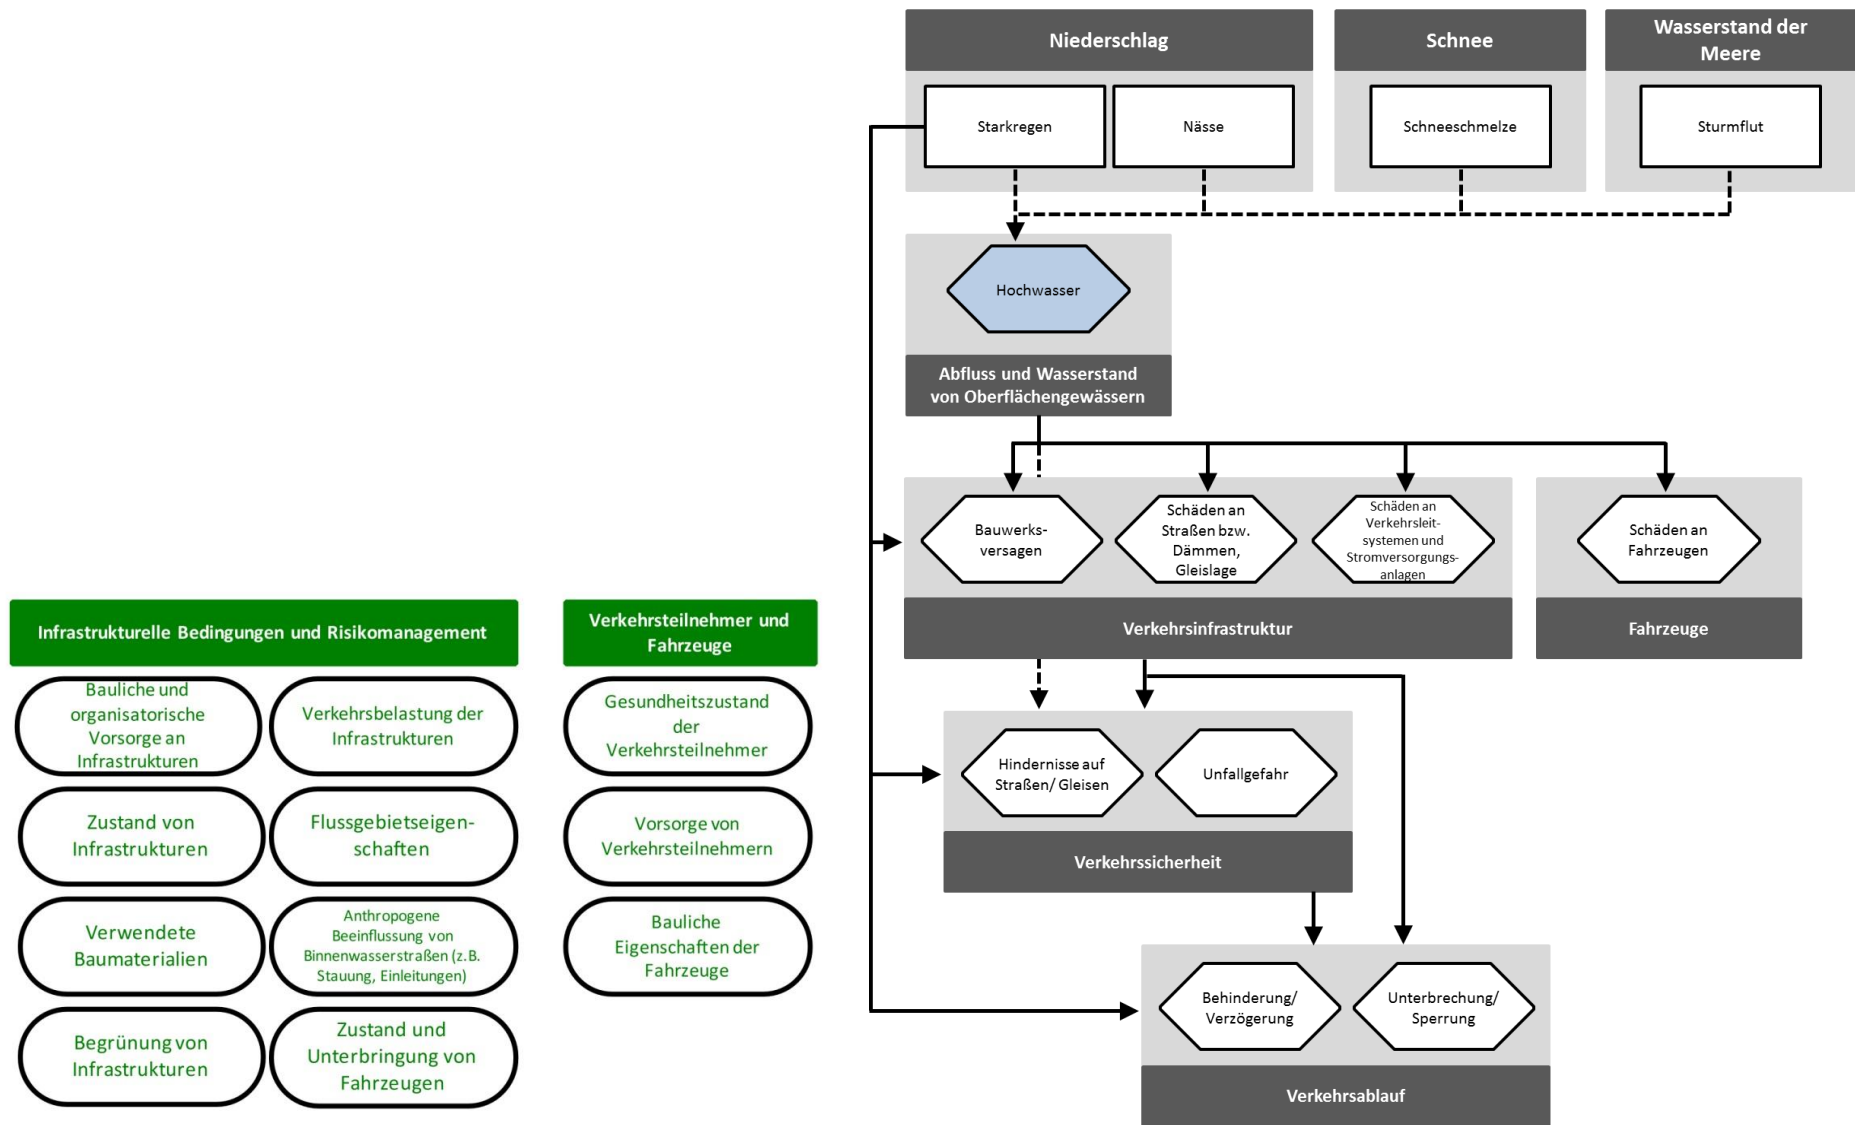 Niederschlag
Schnee
Wasserstand der
Meere
Starkregen
Nässe
Schneeschmelze
Sturmflut
Hochwasser
Abfluss und Wasserstand
von Oberflächengewässern
Bauwerks-
versagen
Schäden an
Straßen bzw.
Dämmen,
Gleislage
Schäden an
Verkehrsleit-
systemen und
Stromversorgungs-
anlagen
Schäden an
Fahrzeugen
Verkehrsinfrastruktur
Fahrzeuge
Hindernisse auf
Straßen/ Gleisen
Unfallgefahr
Verkehrssicherheit
Behinderung/
Verzögerung
Unterbrechung/
Sperrung
Verkehrsablauf
Infrastrukturelle Bedingungen und Risikomanagement
Bauliche und
organisatorische
Vorsorge an
Infrastrukturen
Verkehrsbelastung der
Infrastrukturen
Zustand von
Infrastrukturen
Flussgebietseigen-
schaften
Verwendete
Baumaterialien
Anthropogene
Beeinflussung von
Binnenwasserstraßen (z.B.
Stauung, Einleitungen)
Begrünung von
Infrastrukturen
Zustand und
Unterbringung von
Fahrzeugen
Verkehrsteilnehmer und
Fahrzeuge
Gesundheitszustand
der
Verkehrsteilnehmer
Vorsorge von
Verkehrsteilnehmern
Bauliche
Eigenschaften der
Fahrzeuge